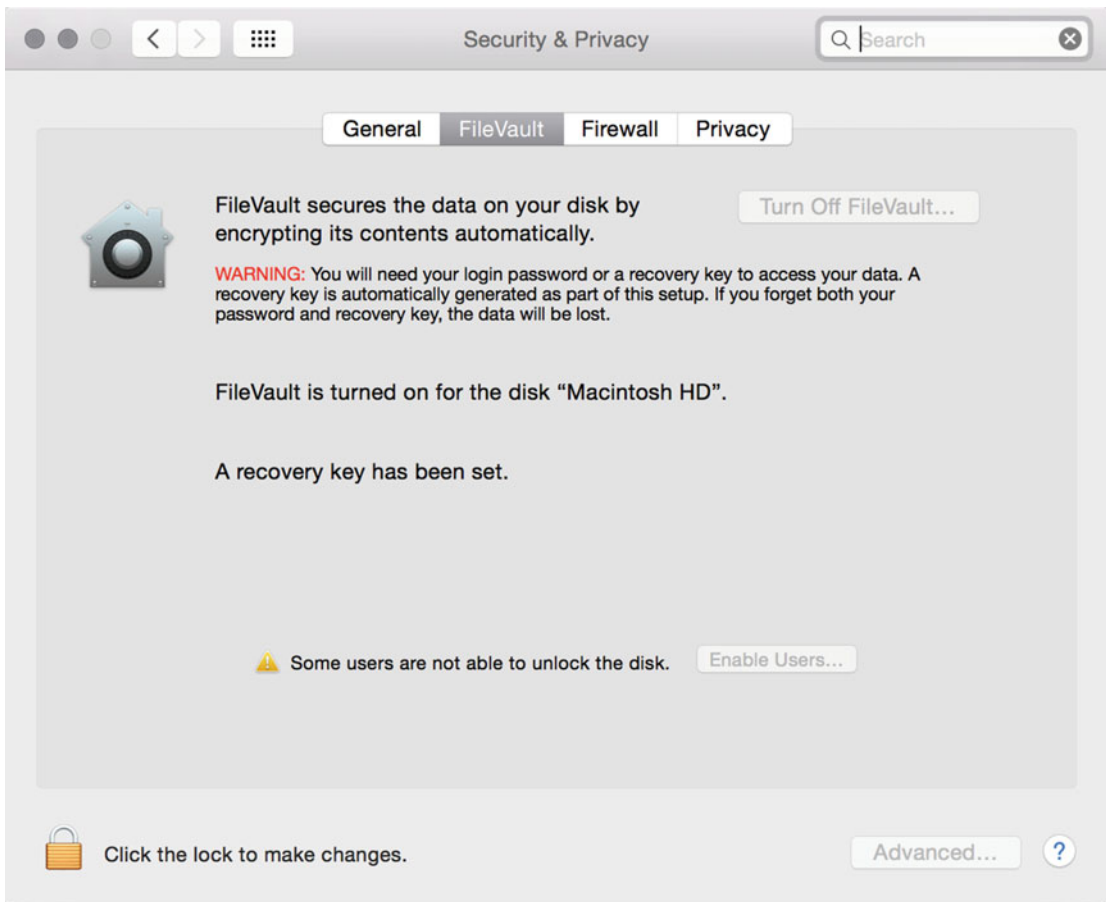 Security & Privacy
Search
General
FileVault
Firewall
Privacy
FileVault secures the data on your disk by
encrypting its contents automatically.
Turn Off FileVault...
WARNING: You will need your login password or a recovery key to access your data. A
recovery key is automatically generated as part of this setup. If you forget both your
password and recovery key, the data will be lost.
FileVault is turned on for the disk “Macintosh HD”.
A recovery key has been set.
Some users are not able to unlock the disk.
Enable Users...
Click the lock to make changes.
Advanced...
?